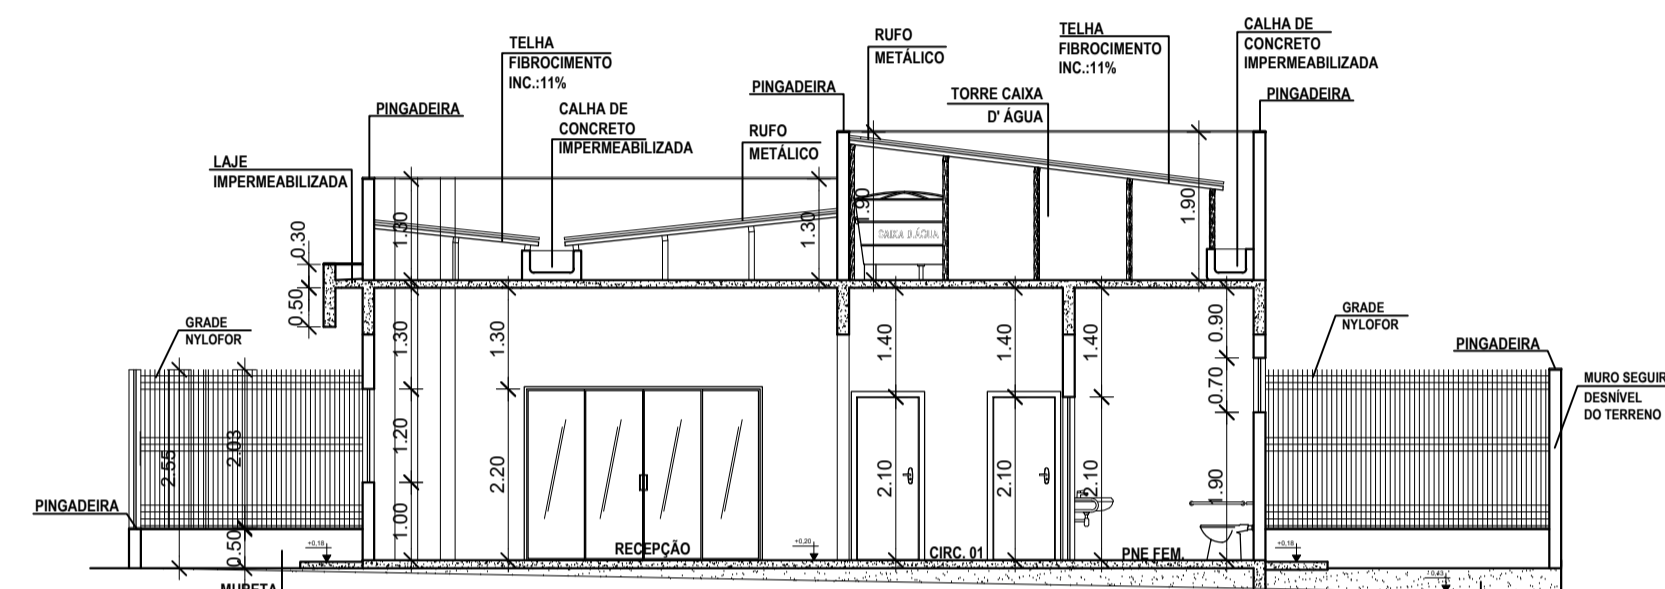 TELHA
FIBROCIMENTO
INC.:11%
RUFO
METÁLICO
TELHA
FIBROCIMENTO
INC.:11%
CALHA DE
CONCRETO
IMPERMEABILIZADA
PINGADEIRA
CALHA DE
CONCRETO
IMPERMEABILIZADA
RUFO
METÁLICO
PINGADEIRA
TORRE CAIXA
D' ÁGUA
PINGADEIRA
LAJE
IMPERMEABILIZADA
0.30
0.50
1.30
1.30
1.90
CAIXA D.ÁGUA
1.90
GRADE
NYLOFOR
1.30
1.30
1.40
1.40
1.40
0.90
0.70
GRADE
NYLOFOR
PINGADEIRA
MURO SEGUIR
DESNÍVEL
DO TERRENO
2.55
2.03
1.20
2.20
2.10
2.10
2.10
.90
PINGADEIRA
0.50
1.00
+0,18
RECEPÇÃO
+0,20
CIRC. 01
PNE FEM.
+0,18
MURETA